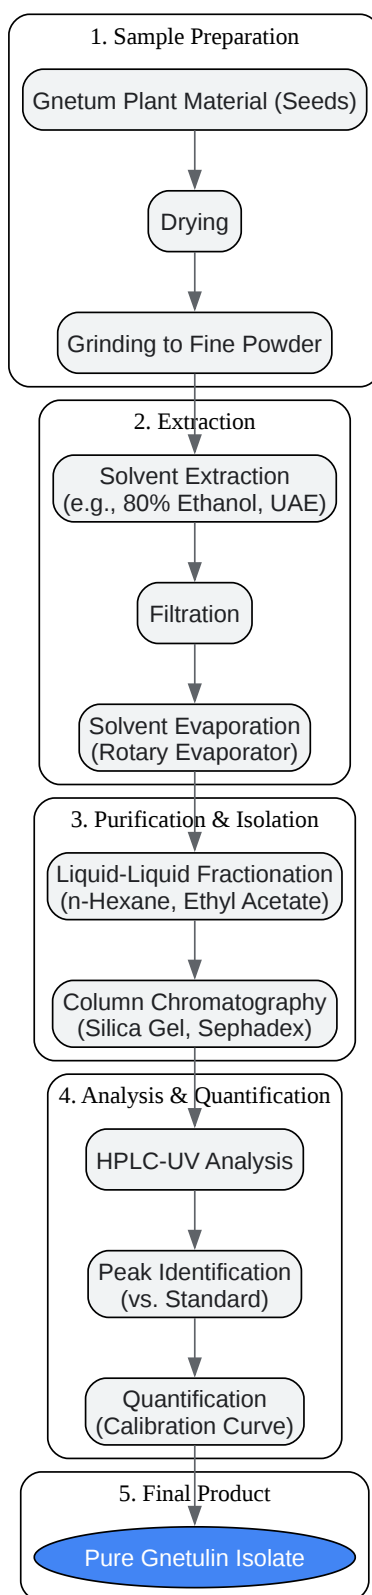 1. Sample Preparation
Gnetum Plant Material (Seeds)
Drying
Grinding to Fine Powder
2. Extraction
Solvent Extraction
(e.g., 80% Ethanol, UAE)
Filtration
Solvent Evaporation
(Rotary Evaporator)
3. Purification & Isolation
Liquid-Liquid Fractionation
(n-Hexane, Ethyl Acetate)
Column Chromatography
(Silica Gel, Sephadex)
4. Analysis & Quantification
HPLC-UV Analysis
Peak Identification
(vs. Standard)
Quantification
(Calibration Curve)
5. Final Product
Pure Gnetulin Isolate